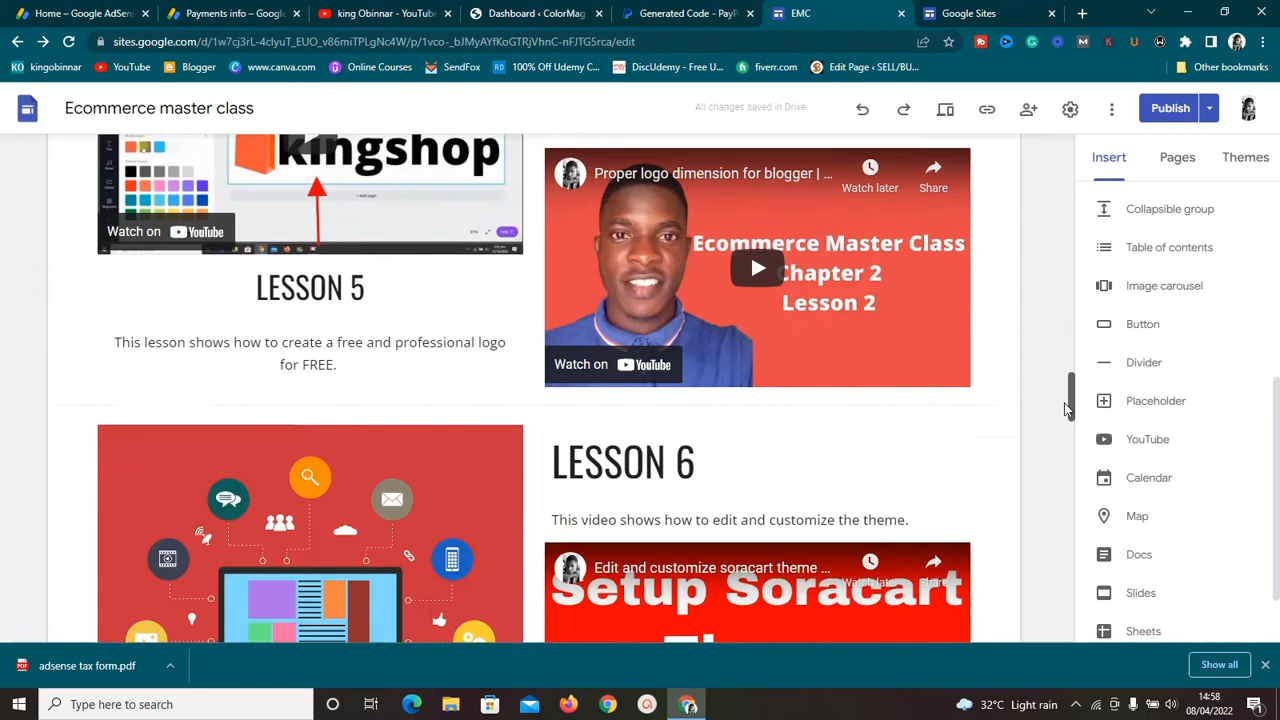 Home – Google AdSen
Payments info – Google
king Obinnar - YouTube
Dashboard ‹ ColorMag
Generated Code - PayP
EMC
Google Sites
sites.google.com/d/1w7cj3rL-4clyuT_EUO_v86miTPLgNc4W/p/1vco-_bJMyAYfKoGTRjVhnC-nFJTG5rca/edit
kingobinnar
YouTube
Blogger
www.canva.com
Online Courses
SendFox
100% Off Udemy C...
DiscUdemy - Free U...
fiverr.com
Edit Page ‹ SELL/BU...
Other bookmarks
Ecommerce master class
All changes saved in Drive
Publish
Insert
Pages
Themes
kingshop
+ Add page
Watch on YouTube
LESSON 5
This lesson shows how to create a free and professional logo
for FREE.
Proper logo dimension for blogger | ...
Watch later
Share
Ecommerce Master Class
Chapter 2
Lesson 2
Watch on YouTube
LESSON 6
This video shows how to edit and customize the theme.
Edit and customize soracart theme ...
Watch later
Share
Setup Soracart
Collapsible group
Table of contents
Image carousel
Button
Divider
Placeholder
YouTube
Calendar
Map
Docs
Slides
Sheets
adsense tax form.pdf
Show all
Type here to search
32°C Light rain
14:58
08/04/2022